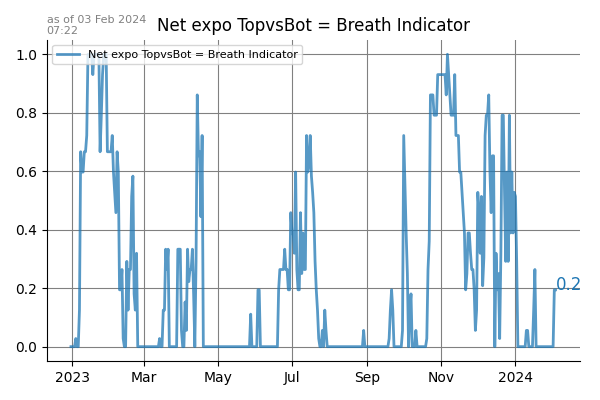 as of 03 Feb 2024
07:22
Net expo TopvsBot = Breath Indicator
Net expo TopvsBot = Breath Indicator
1.0
0.8
0.6
0.4
0.2
0.0
0.2
2023 Mar May Jul Sep Nov 2024